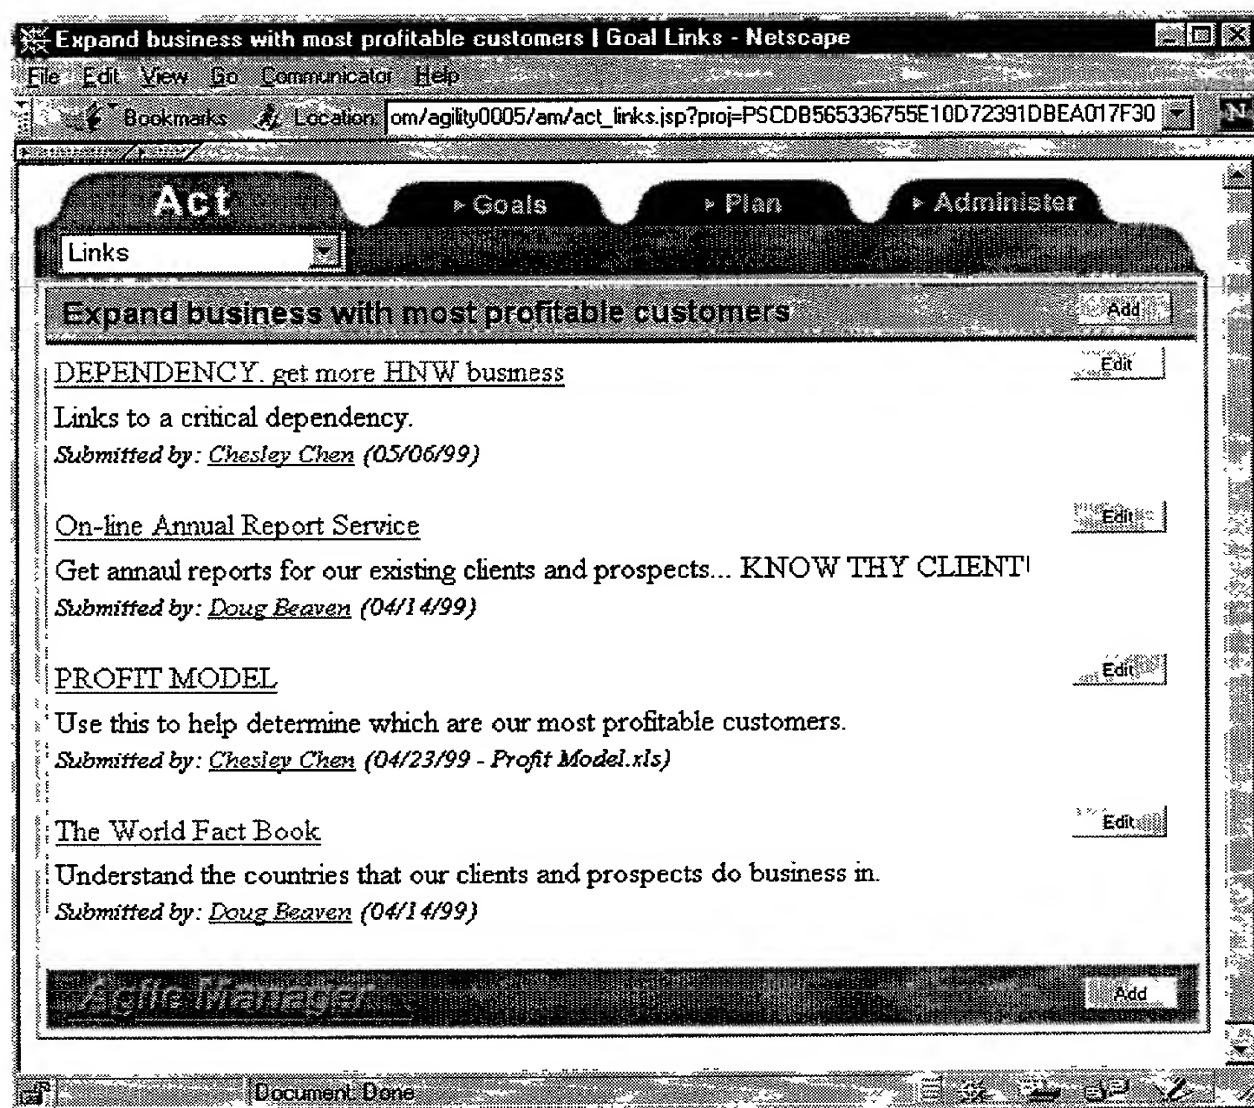 Expand business with most profitable customers | Goal Links - Netscape
File Edit View Go Communicator Help
Bookmarks Location: om/agility0005/am/act_links.jsp?proj=PSCDB565336755E10D72391DBEA017F30 N
Act ▸ Goals ▸ Plan ▸ Administer
Links
Expand business with most profitable customers Add
DEPENDENCY. get more HNW business Edit
Links to a critical dependency.
Submitted by: Chesley Chen (05/06/99)
On-line Annual Report Service Edit
Get annaul reports for our existing clients and prospects... KNOW THY CLIENT!
Submitted by: Doug Beaven (04/14/99)
PROFIT MODEL Edit
Use this to help determine which are our most profitable customers.
Submitted by: Chesley Chen (04/23/99 - Profit Model.xls)
The World Fact Book Edit
Understand the countries that our clients and prospects do business in.
Submitted by: Doug Beaven (04/14/99)
Agile Manager Add
Document: Done